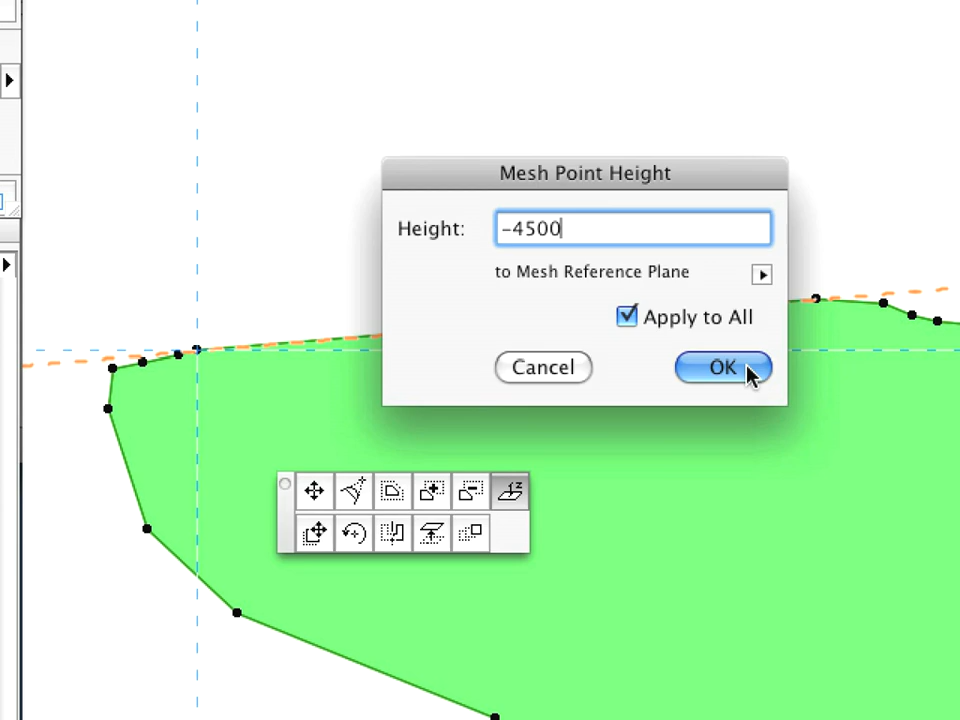 Mesh Point Height
Height: -4500
to Mesh Reference Plane
Apply to All
Cancel OK